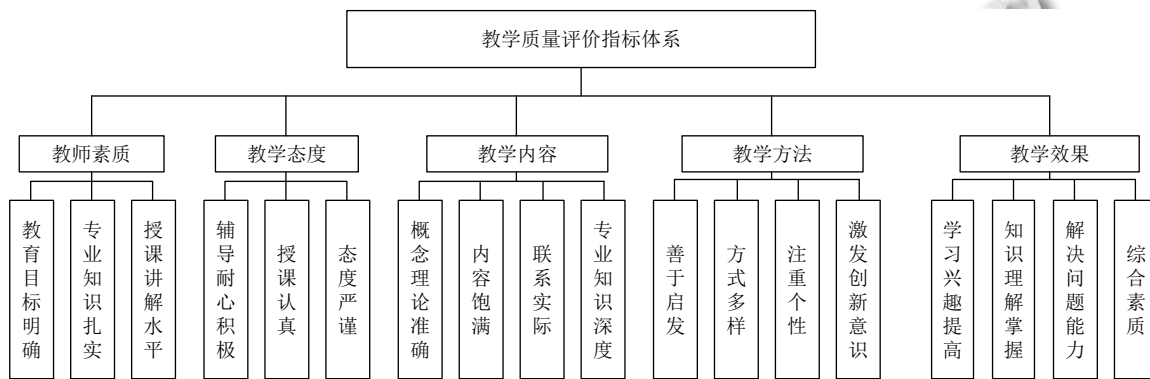 教学质量评价指标体系
教师素质
教学态度
教学内容
教学方法
教学效果
教育目标明确
专业知识扎实
授课讲解水平
辅导耐心积极
授课认真
态度严谨
概念理论准确
内容饱满
联系实际
专业知识深度
善于启发
方式多样
注重个性
激发创新意识
学习兴趣提高
知识理解掌握
解决问题能力
综合素质